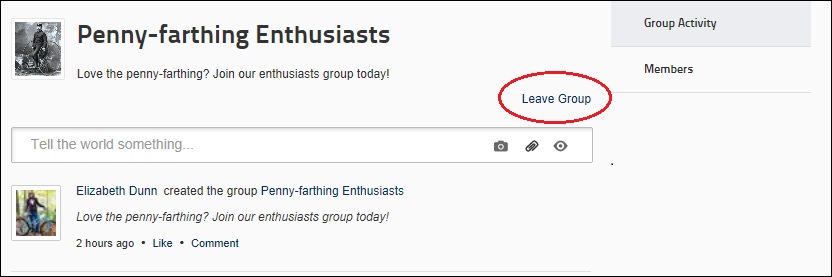 Penny-farthing Enthusiasts
Love the penny-farthing? Join our enthusiasts group today!
Leave Group
Tell the world something...
Elizabeth Dunn created the group Penny-farthing Enthusiasts
Love the penny-farthing? Join our enthusiasts group today!
2 hours ago • Like • Comment
Group Activity
Members
.